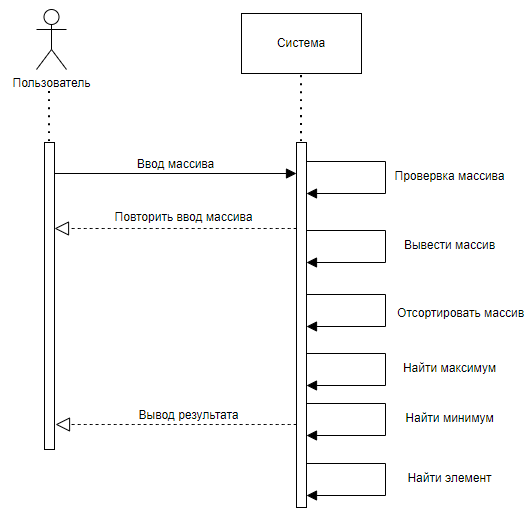 Пользователь
Система
Ввод массива
Провервка массива
Повторить ввод массива
Вывести массив
Отсортировать массив
Найти максимум
Вывод результата
Найти минимум
Найти элемент